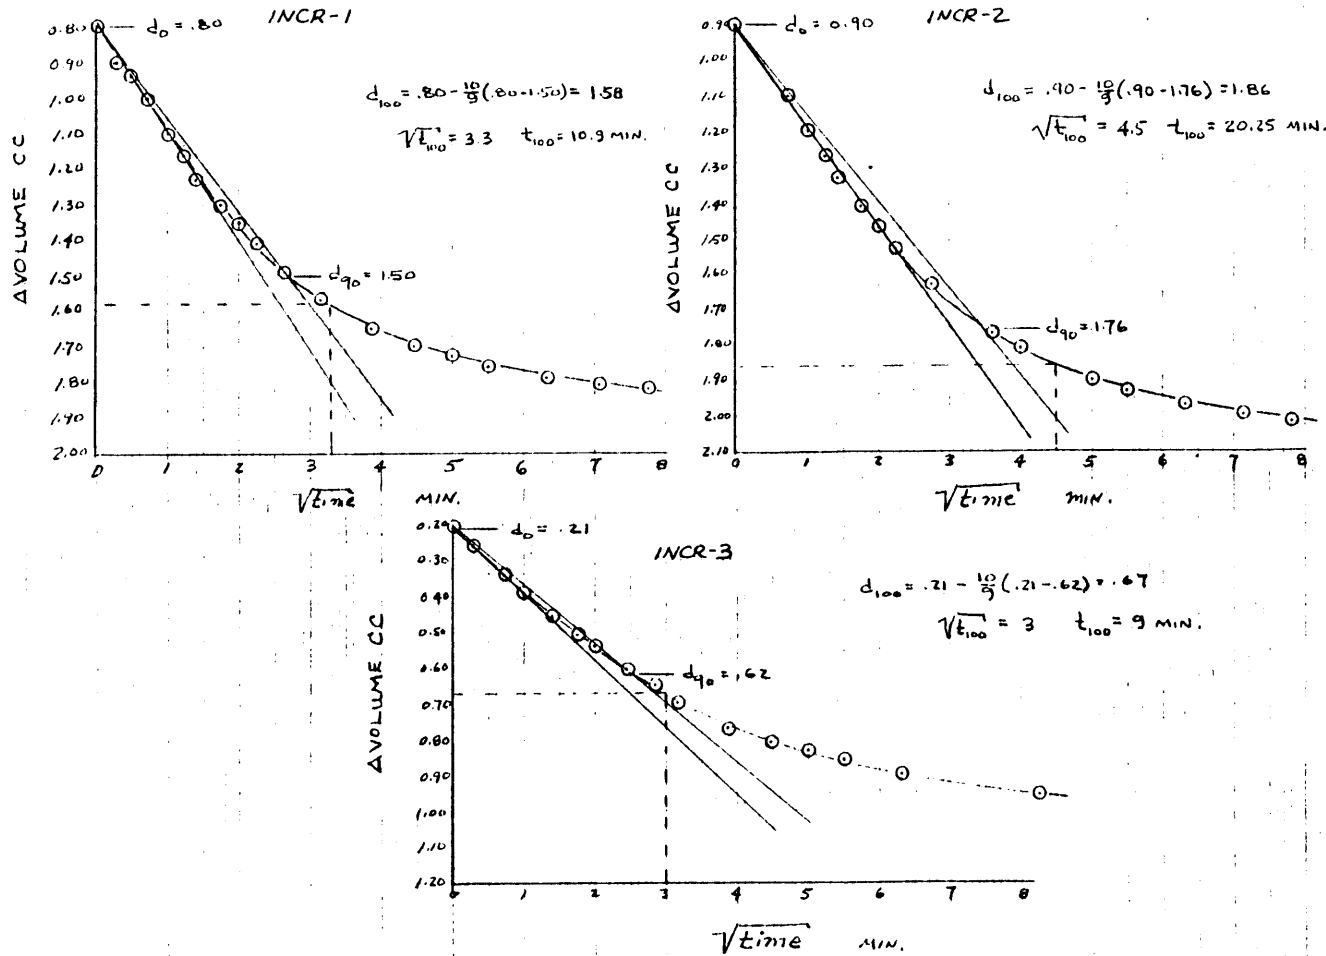 INCR-1
d₀ = .80
d₁₀₀ = .80 - 10/9(.80-1.50) = 1.58
√t₁₀₀ = 3.3 t₁₀₀ = 10.9 MIN.
d₉₀ = 1.50
ΔVOLUME CC
0.80
0.90
1.00
1.10
1.20
1.30
1.40
1.50
1.60
1.70
1.80
1.90
2.00
0 1 2 3 4 5 6 7 8
√time MIN.
INCR-2
d₀ = 0.90
d₁₀₀ = .90 - 10/9(.90-1.76) = 1.86
√t₁₀₀ = 4.5 t₁₀₀ = 20.25 MIN.
d₉₀ = 1.76
ΔVOLUME CC
0.90
1.00
1.10
1.20
1.30
1.40
1.50
1.60
1.70
1.80
1.90
2.00
2.10
0 1 2 3 4 5 6 7 8
√time MIN.
INCR-3
d₀ = .21
d₁₀₀ = .21 - 10/9(.21-.62) = .67
√t₁₀₀ = 3 t₁₀₀ = 9 MIN.
d₉₀ = .62
ΔVOLUME CC
0.20
0.30
0.40
0.50
0.60
0.70
0.80
0.90
1.00
1.10
1.20
0 1 2 3 4 5 6 7 8
√time MIN.